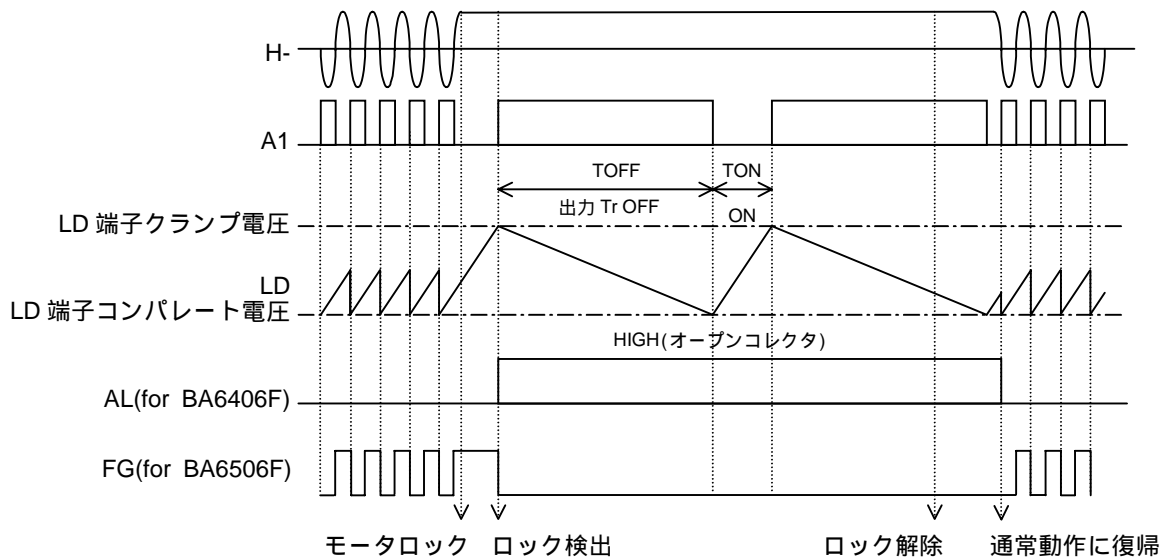 H-
A1
TOFF
TON
出力 Tr OFF
ON
LD 端子クランプ電圧
LD
LD 端子コンパレート電圧
HIGH(オープンコレクタ)
AL(for BA6406F)
FG(for BA6506F)
モータロック ロック検出 ロック解除 通常動作に復帰